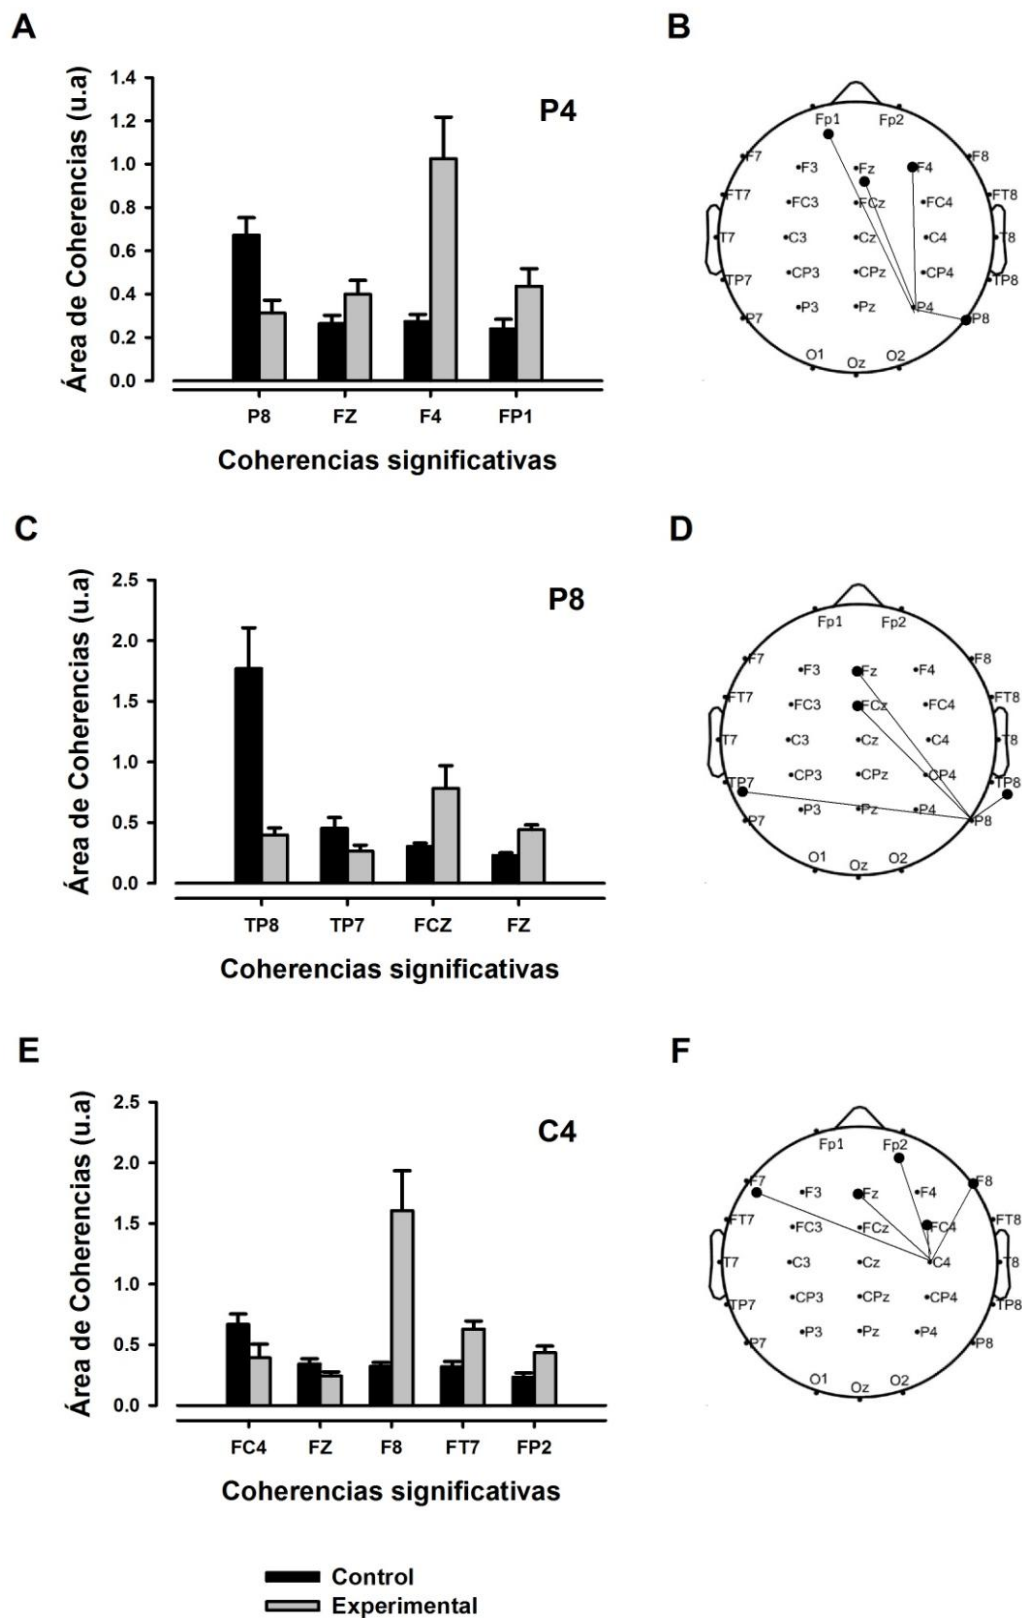 A
Área de Coherencias (u.a)
1.4
1.2
1.0
0.8
0.6
0.4
0.2
0.0
P4
P8 FZ F4 FP1
Coherencias significativas
B
Fp1 Fp2
F7 F3 Fz F4 F8
FT7 FC3 FCz FC4 FT8
T7 C3 Cz C4 T8
TP7 CP3 CPz CP4 TP8
P7 P3 Pz P4 P8
O1 Oz O2
C
Área de Coherencias (u.a)
2.5
2.0
1.5
1.0
0.5
0.0
P8
TP8 TP7 FCZ FZ
Coherencias significativas
D
Fp1 Fp2
F7 F3 Fz F4 F8
FT7 FC3 FCz FC4 FT8
T7 C3 Cz C4 T8
TP7 CP3 CPz CP4 TP8
P7 P3 Pz P4 P8
O1 Oz O2
E
Área de Coherencias (u.a)
2.5
2.0
1.5
1.0
0.5
0.0
C4
FC4 FZ F8 FT7 FP2
Coherencias significativas
F
Fp1 Fp2
F7 F3 Fz F4 F8
FT7 FC3 FCz FC4 FT8
T7 C3 Cz C4 T8
TP7 CP3 CPz CP4 TP8
P7 P3 Pz P4 P8
O1 Oz O2
Control
Experimental